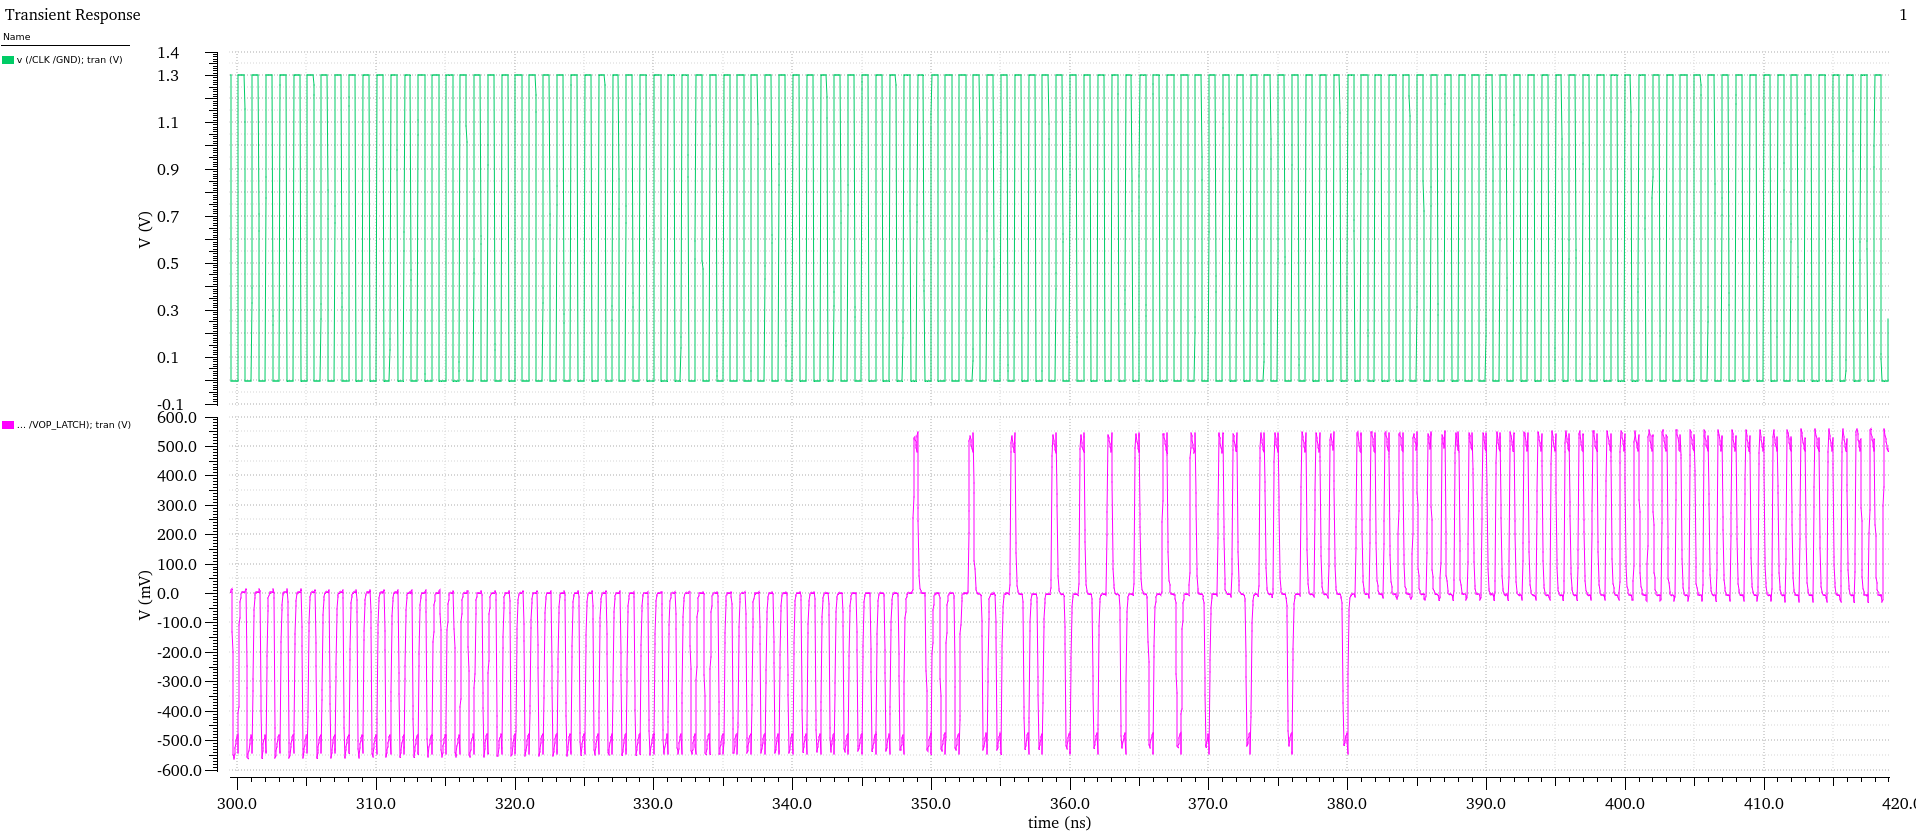 Transient Response
1
Name
v (/CLK /GND); tran (V)
1.4
1.3
1.1
0.9
0.7
0.5
0.3
0.1
-0.1
V (V)
... /VOP_LATCH); tran (V)
600.0
500.0
400.0
300.0
200.0
100.0
0.0
-100.0
-200.0
-300.0
-400.0
-500.0
-600.0
V (mV)
300.0 310.0 320.0 330.0 340.0 350.0 360.0 370.0 380.0 390.0 400.0 410.0 420.0
time (ns)